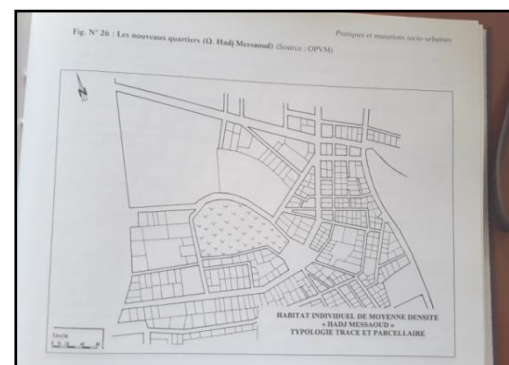 Pratiques et mutations socio-urbaines
Fig. N° 26 : Les nouveaux quartiers (Q. Hadj Messaoud) (Source : OPVM)
HABITAT INDIVIDUEL DE MOYENNE DENSITE
« HADJ MESSAOUD »
TYPOLOGIE TRACE ET PARCELLAIRE